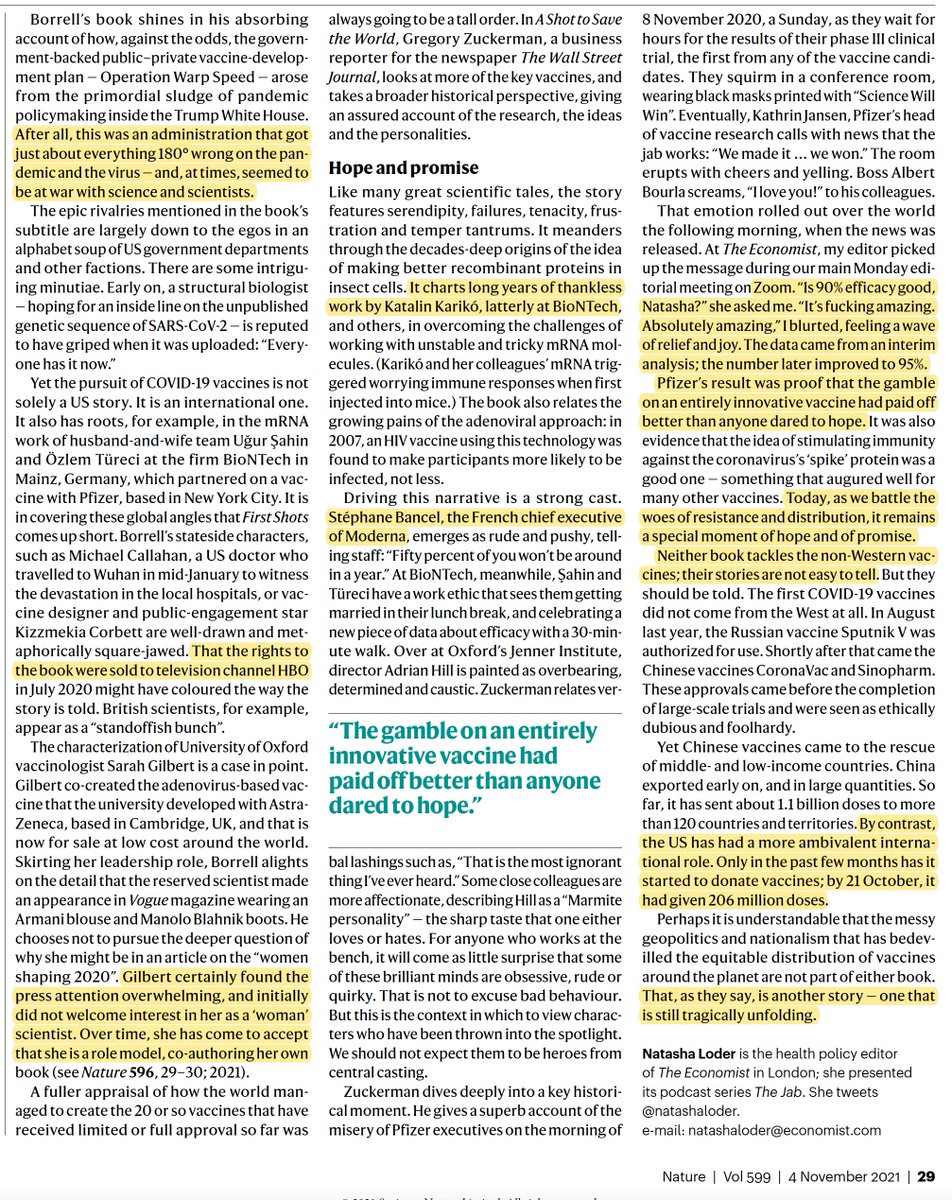 Borrell's book shines in his absorbing
account of how, against the odds, the govern-
ment-backed public–private vaccine-develop-
ment plan — Operation Warp Speed — arose
from the primordial sludge of pandemic
policymaking inside the Trump White House.
After all, this was an administration that got
just about everything 180° wrong on the pan-
demic and the virus — and, at times, seemed to
be at war with science and scientists.
The epic rivalries mentioned in the book's
subtitle are largely down to the egos in an
alphabet soup of US government departments
and other factions. There are some intrigu-
ing minutiae. Early on, a structural biologist
— hoping for an inside line on the unpublished
genetic sequence of SARS-CoV-2 — is reputed
to have griped when it was uploaded: “Every-
one has it now.”
Yet the pursuit of COVID-19 vaccines is not
solely a US story. It is an international one.
It also has roots, for example, in the mRNA
work of husband-and-wife team Uğur Şahin
and Özlem Türeci at the firm BioNTech in
Mainz, Germany, which partnered on a vac-
cine with Pfizer, based in New York City. It is
in covering these global angles that First Shots
comes up short. Borrell's stateside characters,
such as Michael Callahan, a US doctor who
travelled to Wuhan in mid-January to witness
the devastation in the local hospitals, or vac-
cine designer and public-engagement star
Kizzmekia Corbett are well-drawn and met-
aphorically square-jawed. That the rights to
the book were sold to television channel HBO
in July 2020 might have coloured the way the
story is told. British scientists, for example,
appear as a “standoffish bunch”.
The characterization of University of Oxford
vaccinologist Sarah Gilbert is a case in point.
Gilbert co-created the adenovirus-based vac-
cine that the university developed with Astra-
Zeneca, based in Cambridge, UK, and that is
now for sale at low cost around the world.
Skirting her leadership role, Borrell alights
on the detail that the reserved scientist made
an appearance in Vogue magazine wearing an
Armani blouse and Manolo Blahnik boots. He
chooses not to pursue the deeper question of
why she might be in an article on the “women
shaping 2020”. Gilbert certainly found the
press attention overwhelming, and initially
did not welcome interest in her as a ‘woman’
scientist. Over time, she has come to accept
that she is a role model, co-authoring her own
book (see Nature 596, 29–30; 2021).
A fuller appraisal of how the world man-
aged to create the 20 or so vaccines that have
received limited or full approval so far was
always going to be a tall order. In A Shot to Save
the World, Gregory Zuckerman, a business
reporter for the newspaper The Wall Street
Journal, looks at more of the key vaccines, and
takes a broader historical perspective, giving
an assured account of the research, the ideas
and the personalities.
Hope and promise
Like many great scientific tales, the story
features serendipity, failures, tenacity, frus-
tration and temper tantrums. It meanders
through the decades-deep origins of the idea
of making better recombinant proteins in
insect cells. It charts long years of thankless
work by Katalin Karikó, latterly at BioNTech,
and others, in overcoming the challenges of
working with unstable and tricky mRNA mol-
ecules. (Karikó and her colleagues' mRNA trig-
gered worrying immune responses when first
injected into mice.) The book also relates the
growing pains of the adenoviral approach: in
2007, an HIV vaccine using this technology was
found to make participants more likely to be
infected, not less.
Driving this narrative is a strong cast.
Stéphane Bancel, the French chief executive
of Moderna, emerges as rude and pushy, tell-
ing staff: “Fifty percent of you won't be around
in a year.” At BioNTech, meanwhile, Şahin and
Türeci have a work ethic that sees them getting
married in their lunch break, and celebrating a
new piece of data about efficacy with a 30-min-
ute walk. Over at Oxford's Jenner Institute,
director Adrian Hill is painted as overbearing,
determined and caustic. Zuckerman relates ver-
“The gamble on an entirely
innovative vaccine had
paid off better than anyone
dared to hope.”
bal lashings such as, “That is the most ignorant
thing I've ever heard.” Some close colleagues are
more affectionate, describing Hill as a “Marmite
personality” — the sharp taste that one either
loves or hates. For anyone who works at the
bench, it will come as little surprise that some
of these brilliant minds are obsessive, rude or
quirky. That is not to excuse bad behaviour.
But this is the context in which to view charac-
ters who have been thrown into the spotlight.
We should not expect them to be heroes from
central casting.
Zuckerman dives deeply into a key histori-
cal moment. He gives a superb account of the
misery of Pfizer executives on the morning of
8 November 2020, a Sunday, as they wait for
hours for the results of their phase III clinical
trial, the first from any of the vaccine candi-
dates. They squirm in a conference room,
wearing black masks printed with “Science Will
Win”. Eventually, Kathrin Jansen, Pfizer's head
of vaccine research calls with news that the
jab works: “We made it ... we won.” The room
erupts with cheers and yelling. Boss Albert
Bourla screams, “I love you!” to his colleagues.
That emotion rolled out over the world
the following morning, when the news was
released. At The Economist, my editor picked
up the message during our main Monday edi-
torial meeting on Zoom. “Is 90% efficacy good,
Natasha?” she asked me. “It's fucking amazing.
Absolutely amazing,” I blurted, feeling a wave
of relief and joy. The data came from an interim
analysis; the number later improved to 95%.
Pfizer's result was proof that the gamble
on an entirely innovative vaccine had paid off
better than anyone dared to hope. It was also
evidence that the idea of stimulating immunity
against the coronavirus's ‘spike’ protein was a
good one — something that augured well for
many other vaccines. Today, as we battle the
woes of resistance and distribution, it remains
a special moment of hope and of promise.
Neither book tackles the non-Western vac-
cines; their stories are not easy to tell. But they
should be told. The first COVID-19 vaccines
did not come from the West at all. In August
last year, the Russian vaccine Sputnik V was
authorized for use. Shortly after that came the
Chinese vaccines CoronaVac and Sinopharm.
These approvals came before the completion
of large-scale trials and were seen as ethically
dubious and foolhardy.
Yet Chinese vaccines came to the rescue
of middle- and low-income countries. China
exported early on, and in large quantities. So
far, it has sent about 1.1 billion doses to more
than 120 countries and territories. By contrast,
the US has had a more ambivalent interna-
tional role. Only in the past few months has it
started to donate vaccines; by 21 October, it
had given 206 million doses.
Perhaps it is understandable that the messy
geopolitics and nationalism that has bedev-
illed the equitable distribution of vaccines
around the planet are not part of either book.
That, as they say, is another story — one that
is still tragically unfolding.
Natasha Loder is the health policy editor
of The Economist in London; she presented
its podcast series The Jab. She tweets
@natashaloder.
e-mail: natashaloder@economist.com
Nature | Vol 599 | 4 November 2021 | 29